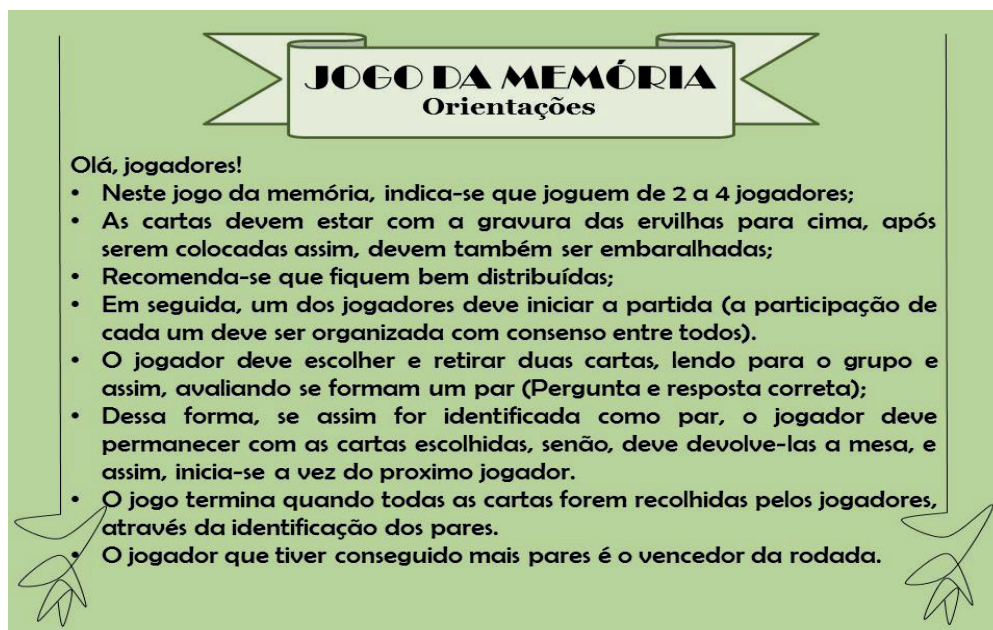 JOGO DA MEMÓRIA
Orientações
Olá, jogadores!
• Neste jogo da memória, indica-se que joguem de 2 a 4 jogadores;
• As cartas devem estar com a gravura das ervilhas para cima, após
serem colocadas assim, devem também ser embaralhadas;
• Recomenda-se que fiquem bem distribuídas;
• Em seguida, um dos jogadores deve iniciar a partida (a participação de
cada um deve ser organizada com consenso entre todos).
• O jogador deve escolher e retirar duas cartas, lendo para o grupo e
assim, avaliando se formam um par (Pergunta e resposta correta);
• Dessa forma, se assim for identificada como par, o jogador deve
permanecer com as cartas escolhidas, senão, deve devolve-las a mesa, e
assim, inicia-se a vez do proximo jogador.
• O jogo termina quando todas as cartas forem recolhidas pelos jogadores,
através da identificação dos pares.
• O jogador que tiver conseguido mais pares é o vencedor da rodada.